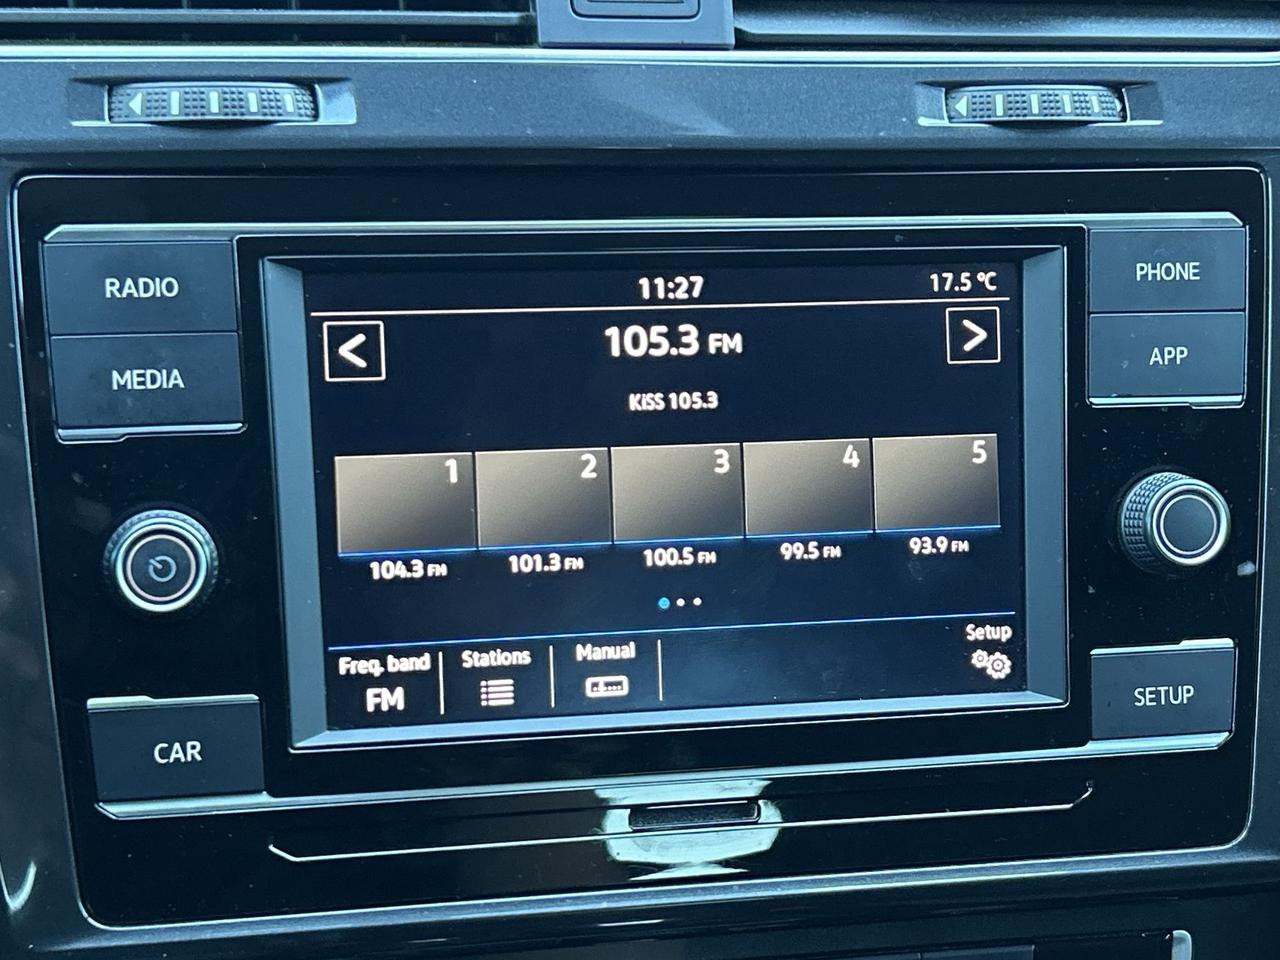 RADIO
MEDIA
CAR
PHONE
APP
SETUP
11:27
17.5 °C
<
105.3 FM
>
KiSS 105.3
1
2
3
4
5
104.3 FM
101.3 FM
100.5 FM
99.5 FM
93.9 FM
Freq. band
FM
Stations
Manual
Setup